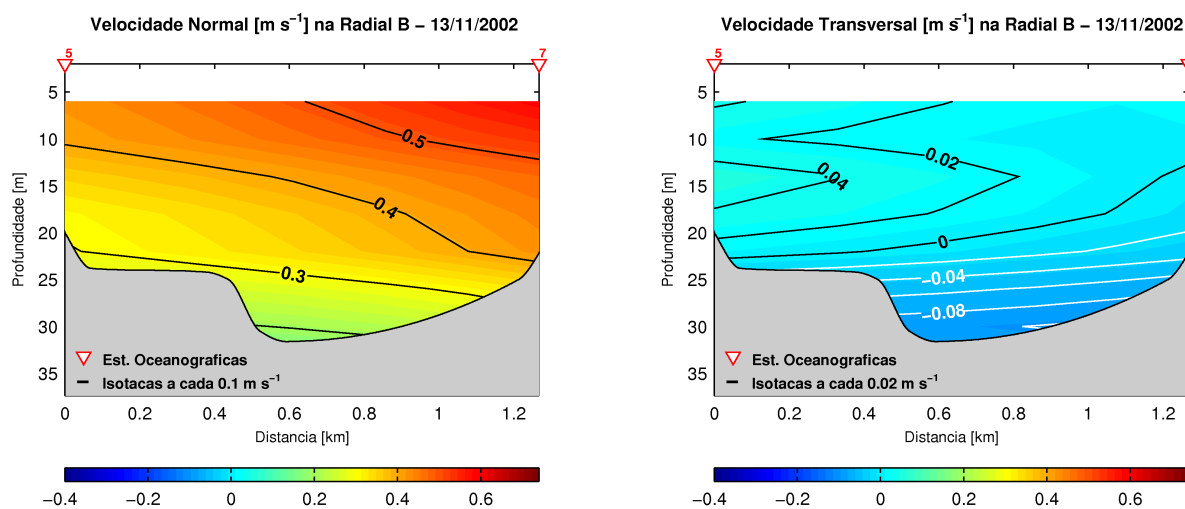 Velocidade Normal [m s⁻¹] na Radial B − 13/11/2002
5 7
5
10
15
20
25
30
35
Profundidade [m]
0.5
0.4
0.3
Est. Oceanograficas
Isotacas a cada 0.1 m s⁻¹
0 0.2 0.4 0.6 0.8 1 1.2
Distancia [km]
−0.4 −0.2 0 0.2 0.4 0.6
Velocidade Transversal [m s⁻¹] na Radial B − 13/11/2002
5
5
10
15
20
25
30
35
Profundidade [m]
0.02
0.04
0
−0.04
−0.08
Est. Oceanograficas
Isotacas a cada 0.02 m s⁻¹
0 0.2 0.4 0.6 0.8 1 1.2
Distancia [km]
−0.4 −0.2 0 0.2 0.4 0.6